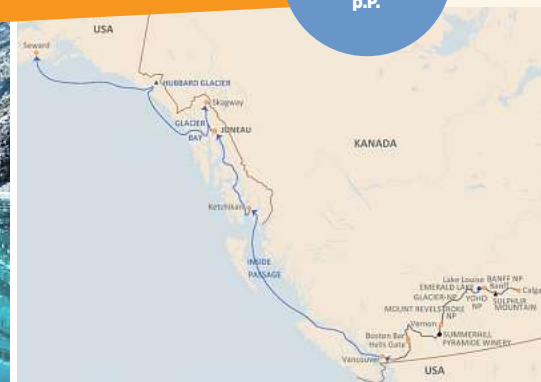 p.P.
USA
Seward
HUBBARD GLACIER
Skagway
GLACIER
BAY
JUNEAU
KANADA
Ketchikan
INSIDE
PASSAGE
Lake Louise
BANFF NP
EMERALD LAKE
Banff
Calga
GLACIER-NP
YOHO
NP
SULPHUR
MOUNTAIN
MOUNT REVELSTROKE
NP
Vernon
Boston Bar
Hells Gate
SUMMERHILL
PYRAMIDE WINERY
Vancouver
USA